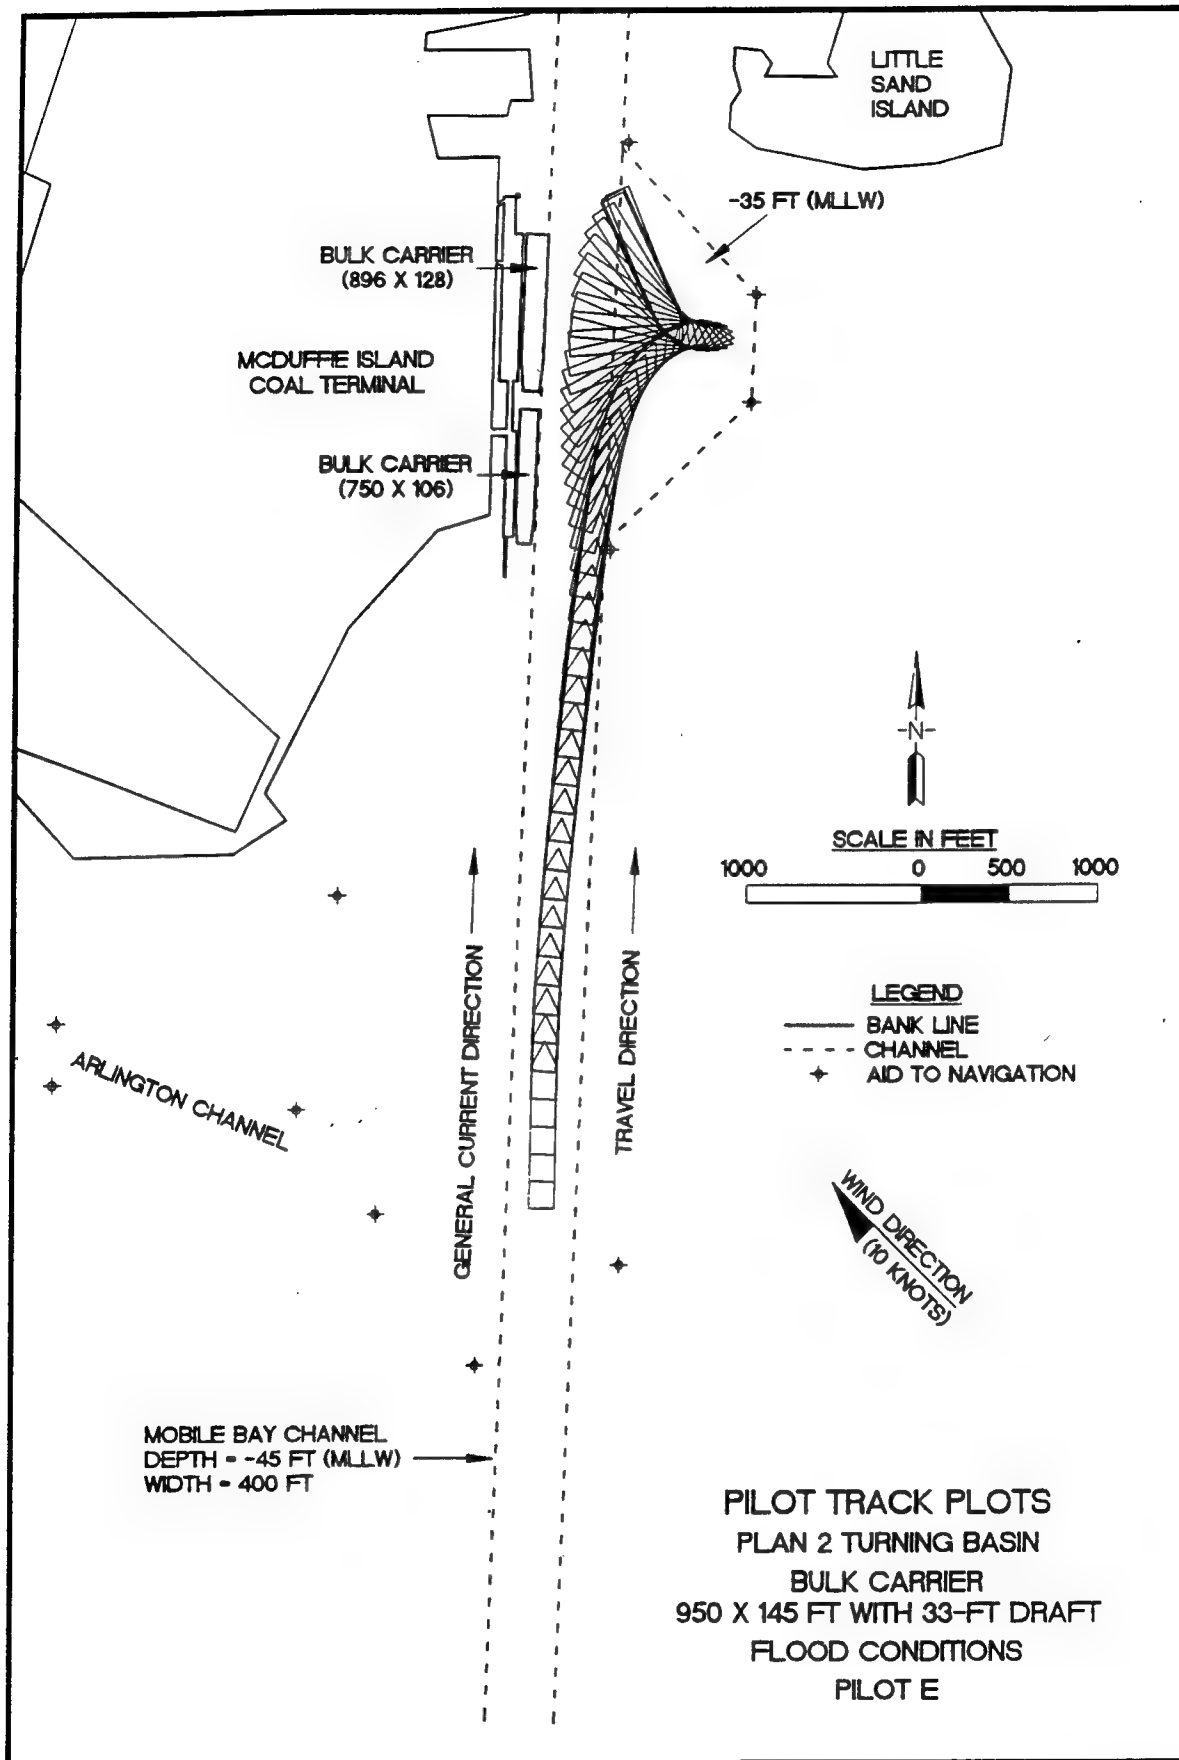 LITTLE
SAND
ISLAND
-35 FT (MLLW)
BULK CARRIER
(896 X 128)
MCDUFFIE ISLAND
COAL TERMINAL
BULK CARRIER
(750 X 106)
-N-
SCALE IN FEET
1000 0 500 1000
GENERAL CURRENT DIRECTION
TRAVEL DIRECTION
LEGEND
BANK LINE
CHANNEL
AID TO NAVIGATION
ARLINGTON CHANNEL
WIND DIRECTION
(10 KNOTS)
MOBILE BAY CHANNEL
DEPTH = -45 FT (MLLW)
WIDTH = 400 FT
PILOT TRACK PLOTS
PLAN 2 TURNING BASIN
BULK CARRIER
950 X 145 FT WITH 33-FT DRAFT
FLOOD CONDITIONS
PILOT E